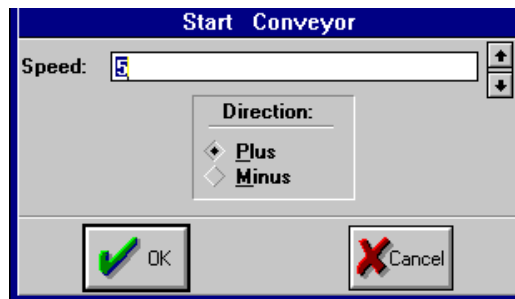 Start Conveyor
Speed: 5
Direction:
Plus
Minus
OK
Cancel